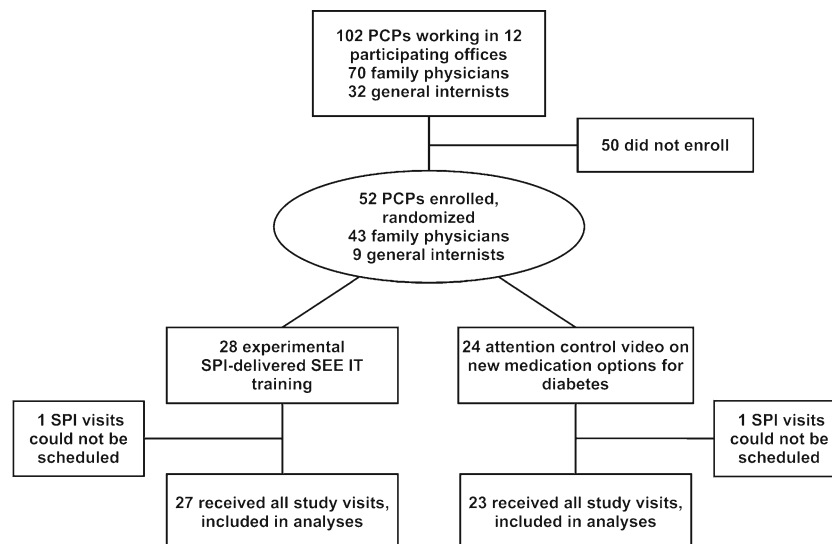 102 PCPs working in 12
participating offices
70 family physicians
32 general internists
50 did not enroll
52 PCPs enrolled,
randomized
43 family physicians
9 general internists
28 experimental
SPI-delivered SEE IT
training
24 attention control video on
new medication options for
diabetes
1 SPI visits
could not be
scheduled
1 SPI visits
could not be
scheduled
27 received all study visits,
included in analyses
23 received all study visits,
included in analyses